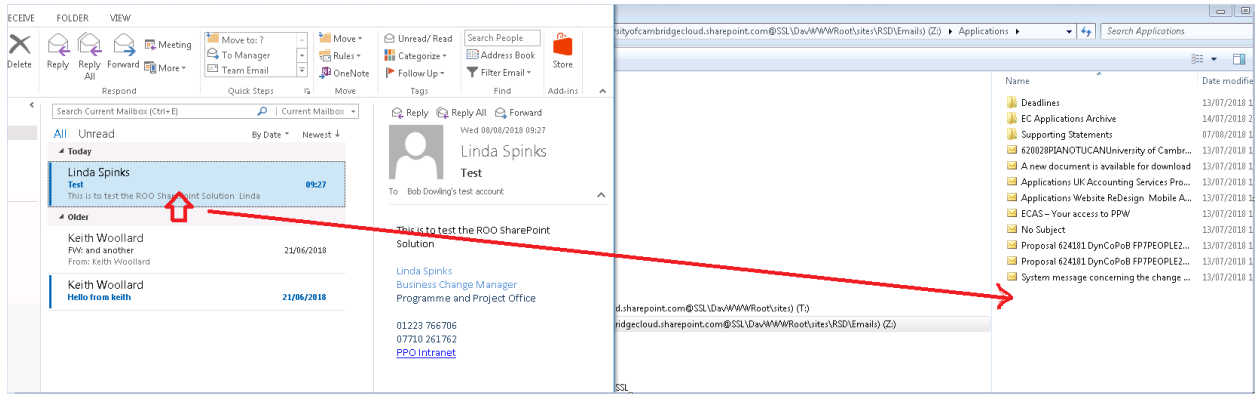 ECEIVE FOLDER VIEW
Delete
Reply
Reply All
Forward
Meeting
More
Respond
Move to: ?
To Manager
Team Email
Quick Steps
Move
Rules
OneNote
Move
Unread/ Read
Categorize
Follow Up
Tags
Search People
Address Book
Filter Email
Find
Store
Add-ins
Search Current Mailbox (Ctrl+E) Current Mailbox
All Unread By Date Newest ↓
Today
Linda Spinks
Test 09:27
This is to test the ROO SharePoint Solution Linda
Older
Keith Woollard
FW: and another 21/06/2018
From: Keith Woollard
Keith Woollard
Hello from keith 21/06/2018
Reply Reply All Forward
Wed 08/08/2018 09:27
Linda Spinks
Test
To Bob Dowling's test account
This is to test the ROO SharePoint
Solution
Linda Spinks
Business Change Manager
Programme and Project Office
01223 766706
07710 261762
PPO Intranet
sityofcambridgecloud.sharepoint.com@SSL\DavWWWRoot\sites\RSD\Emails) (Z:) Applications
Search Applications
d.sharepoint.com@SSL\DavWWWRoot\sites) (T:)
ridgecloud.sharepoint.com@SSL\DavWWWRoot\sites\RSD\Emails) (Z:)
SSL
Name Date modifie
Deadlines 13/07/2018 1
EC Applications Archive 14/07/2018 2
Supporting Statements 07/08/2018 1
620028PIANOTUCANUniversity of Cambr... 13/07/2018 1
A new document is available for download 13/07/2018 1
Applications UK Accounting Services Pro... 13/07/2018 1
Applications Website ReDesign Mobile A... 13/07/2018 1
ECAS – Your access to PPW 13/07/2018 1
No Subject 13/07/2018 1
Proposal 624181 DynCoPoB FP7PEOPLE2... 13/07/2018 1
Proposal 624181 DynCoPoB FP7PEOPLE2... 13/07/2018 1
System message concerning the change ... 13/07/2018 1